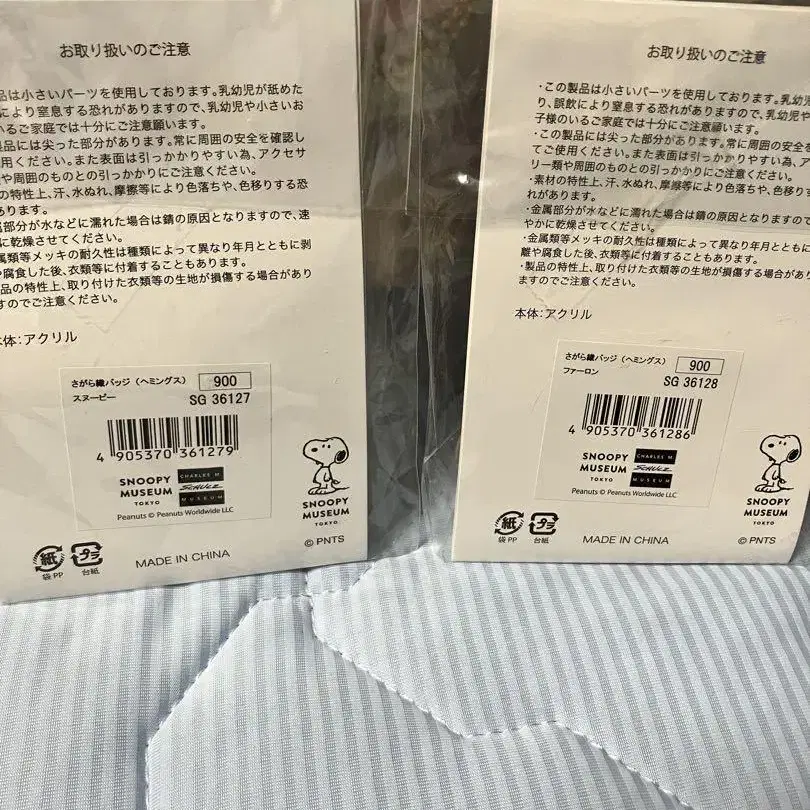 お取り扱いのご注意
品は小さいパーツを使用しております。乳幼児が舐めた
により窒息する恐れがありますので、乳幼児や小さいお
いるご家庭では十分にご注意願います。
製品には尖った部分があります。常に周囲の安全を確認し
使用ください。また表面は引っかかりやすい為、アクセサ
や周囲のものとの引っかかりにご注意ください。
の特性上、汗、水ぬれ、摩擦等により色落ちや、色移りする恐
あります。
属部分が水などに濡れた場合は錆の原因となりますので、速
に乾燥させてください。
属類等メッキの耐久性は種類によって異なり年月とともに剥
や腐食した後、衣類等に付着することもあります。
品の特性上、取り付けた衣類等の生地が損傷する場合があり
すのでご注意ください。
本体：アクリル
さがら織バッジ（ヘミングス） 900
スヌーピー SG 36127
4 905370 361279
SNOOPY MUSEUM TOKYO
CHARLES M SCHULZ MUSEUM
Peanuts © Peanuts Worldwide LLC
SNOOPY
MUSEUM
TOKYO
紙 プラ
袋PP 台紙
MADE IN CHINA
© PNTS
お取り扱いのご注意
・この製品は小さいパーツを使用しております。乳幼児
り、誤飲により窒息する恐れがありますので、乳幼児や
子様のいるご家庭では十分にご注意願います。
・この製品には尖った部分があります。常に周囲の安全を
てご使用ください。また表面は引っかかりやすい為、ア
リー類や周囲のものとの引っかかりにご注意ください。
・素材の特性上、汗、水ぬれ、摩擦等により色落ちや、色移り
れがあります。
・金属部分が水などに濡れた場合は錆の原因となりますので
やかに乾燥させてください。
・金属類等メッキの耐久性は種類によって異なり年月とともに
離や腐食した後、衣類等に付着することもあります。
・製品の特性上、取り付けた衣類等の生地が損傷する場合があ
ますのでご注意ください。
本体：アクリル
さがら織バッジ（ヘミングス） 900
ファーロン SG 36128
4 905370 361286
SNOOPY MUSEUM TOKYO
CHARLES M SCHULZ MUSEUM
Peanuts © Peanuts Worldwide LLC
SNOOPY
MUSEUM
TOKYO
紙 プラ
袋PP 台紙
MADE IN CHINA
© PNTS